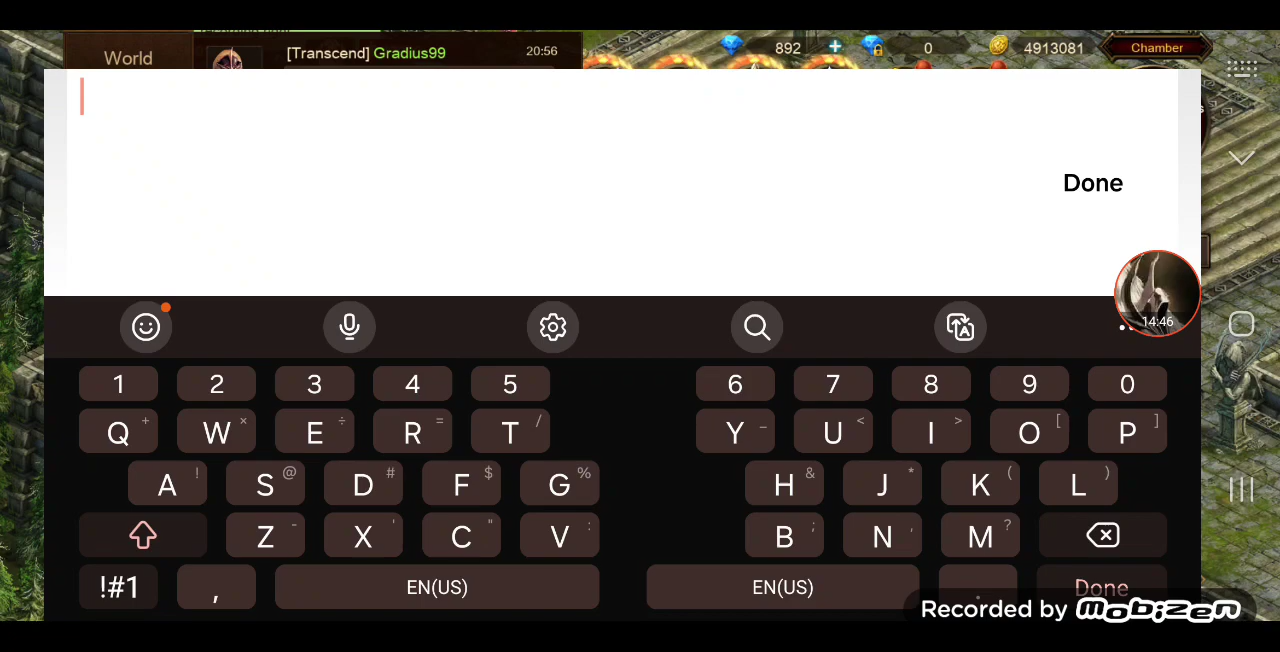 World
[Transcend] Gradius99
20:56
892
0
4913081
Chamber
Done
14:46
1 2 3 4 5 6 7 8 9 0
Q + W × E ÷ R = T / Y _ U < I > O [ P ]
A ! S @ D # F $ G % H & J * K ( L )
Z - X ' C " V : B ; N , M ?
!#1 , EN(US) EN(US) . Done
Recorded by mobizen